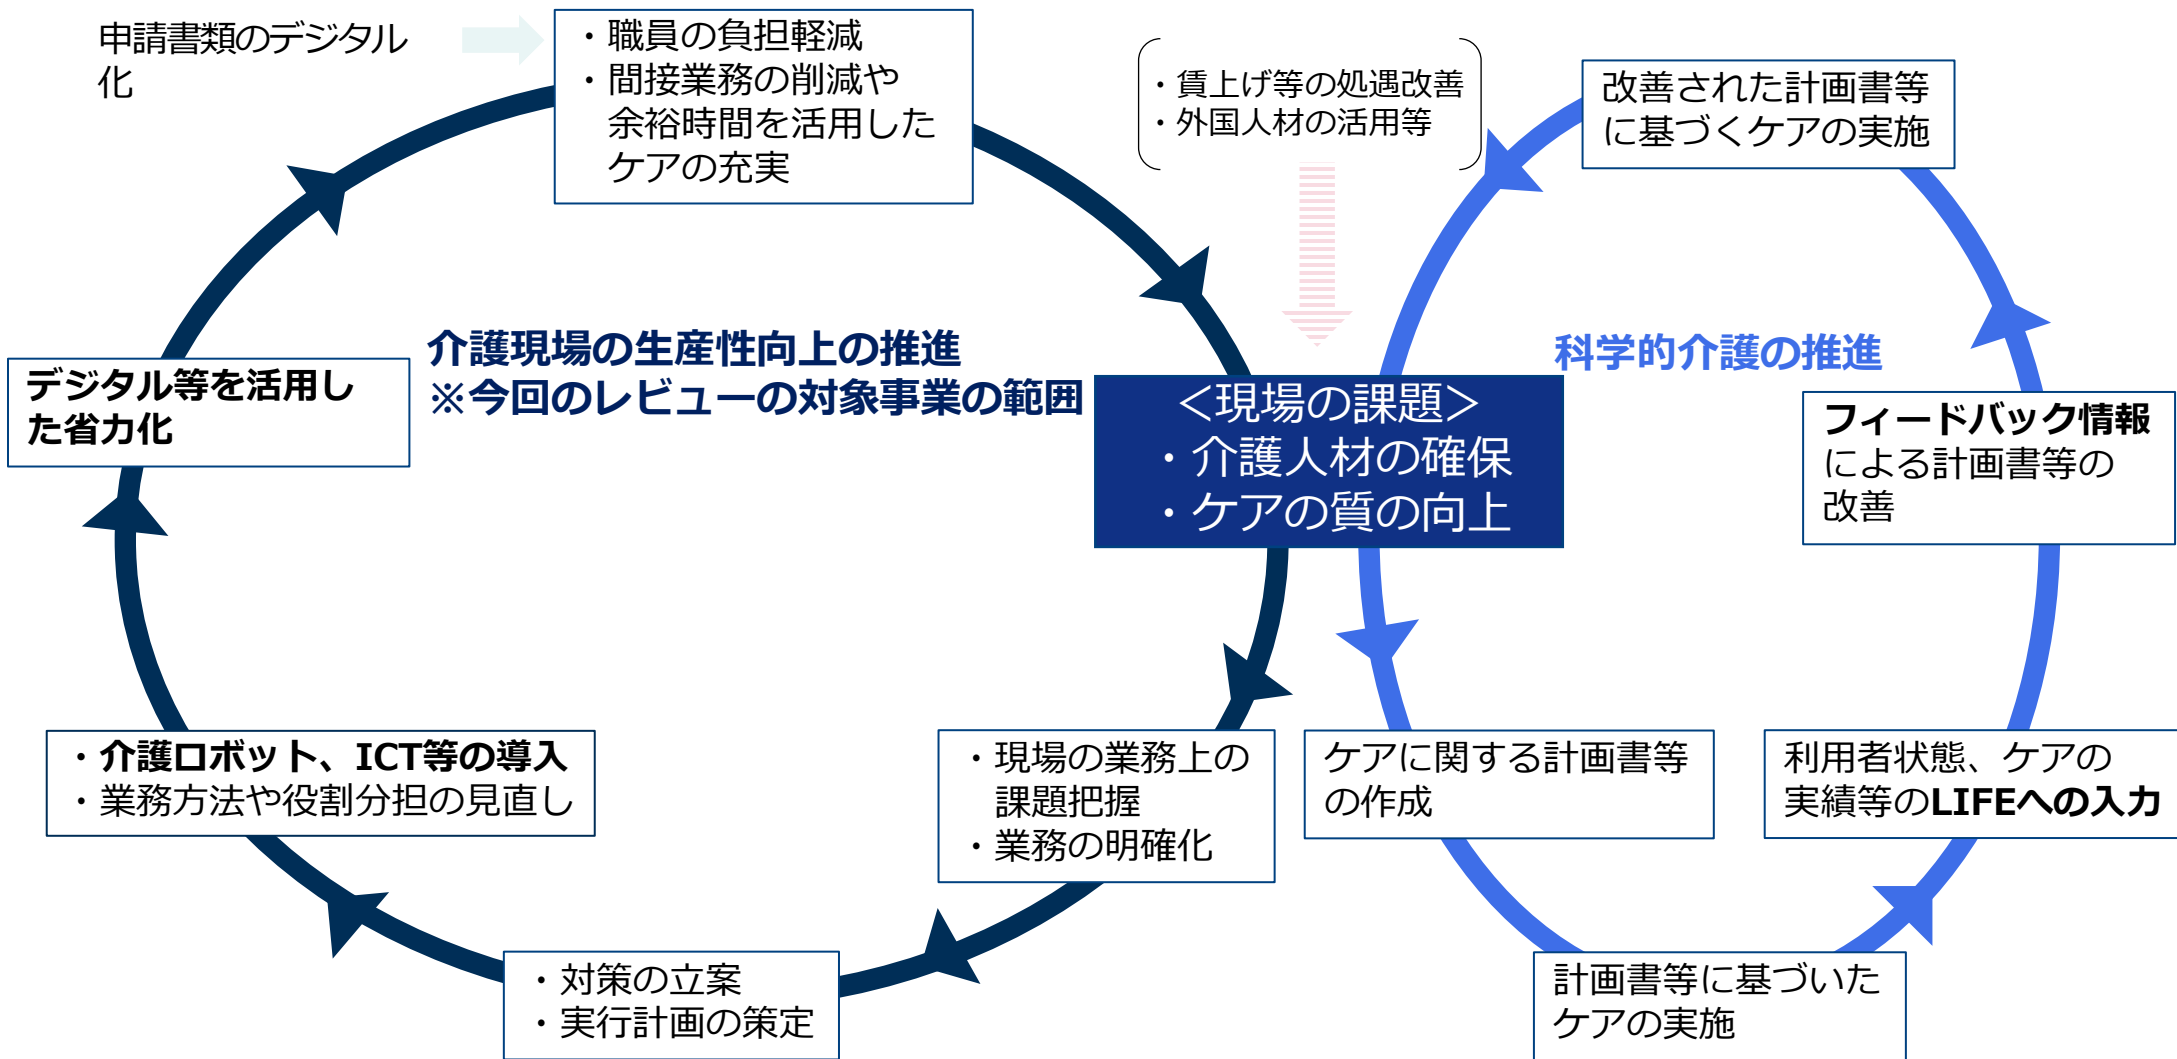 申請書類のデジタル
化
・職員の負担軽減
・間接業務の削減や
余裕時間を活用した
ケアの充実
・賃上げ等の処遇改善
・外国人材の活用等
改善された計画書等
に基づくケアの実施
介護現場の生産性向上の推進
※今回のレビューの対象事業の範囲
科学的介護の推進
デジタル等を活用し
た省力化
＜現場の課題＞
・介護人材の確保
・ケアの質の向上
フィードバック情報
による計画書等の
改善
・介護ロボット、ICT等の導入
・業務方法や役割分担の見直し
・現場の業務上の
課題把握
・業務の明確化
ケアに関する計画書等
の作成
利用者状態、ケアの
実績等のLIFEへの入力
・対策の立案
・実行計画の策定
計画書等に基づいた
ケアの実施